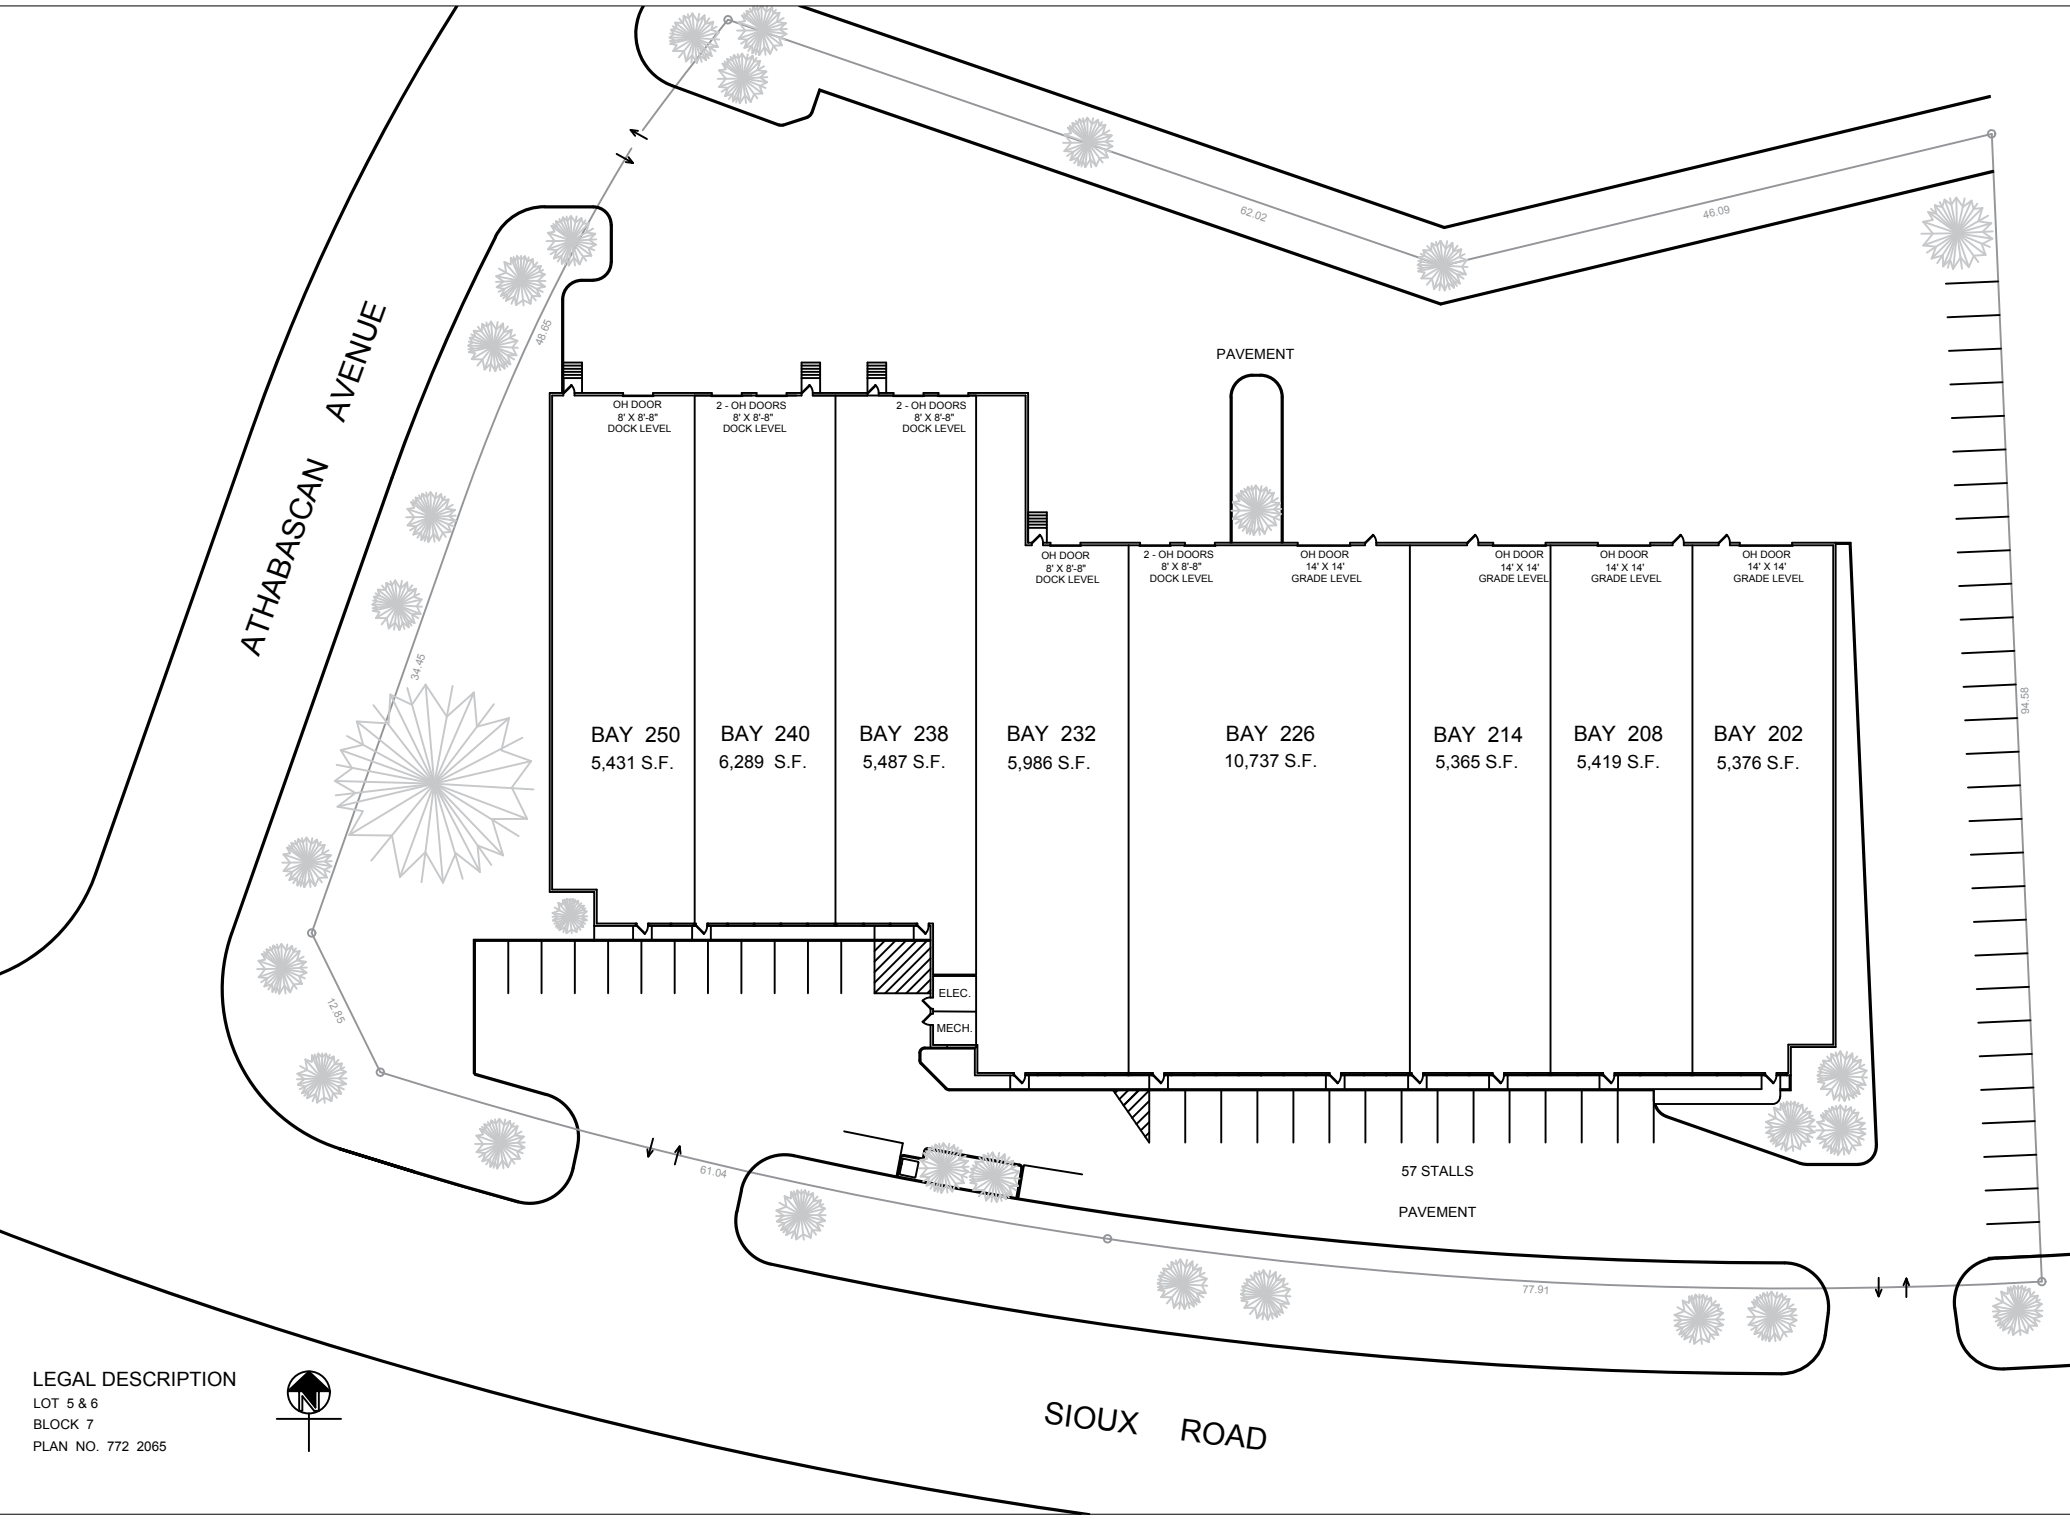 62.02
46.09
48.65
ATHABASCAN AVENUE
PAVEMENT
OH DOOR
8' X 8'-8"
DOCK LEVEL
2 - OH DOORS
8' X 8'-8"
DOCK LEVEL
2 - OH DOORS
8' X 8'-8"
DOCK LEVEL
OH DOOR
8' X 8'-8"
DOCK LEVEL
2 - OH DOORS
8' X 8'-8"
DOCK LEVEL
OH DOOR
14' X 14'
GRADE LEVEL
OH DOOR
14' X 14'
GRADE LEVEL
OH DOOR
14' X 14'
GRADE LEVEL
OH DOOR
14' X 14'
GRADE LEVEL
34.45
94.58
BAY 250
5,431 S.F.
BAY 240
6,289 S.F.
BAY 238
5,487 S.F.
BAY 232
5,986 S.F.
BAY 226
10,737 S.F.
BAY 214
5,365 S.F.
BAY 208
5,419 S.F.
BAY 202
5,376 S.F.
ELEC.
MECH.
12.85
61.04
57 STALLS
PAVEMENT
77.91
LEGAL DESCRIPTION
LOT 5 & 6
BLOCK 7
PLAN NO. 772 2065
N
SIOUX ROAD